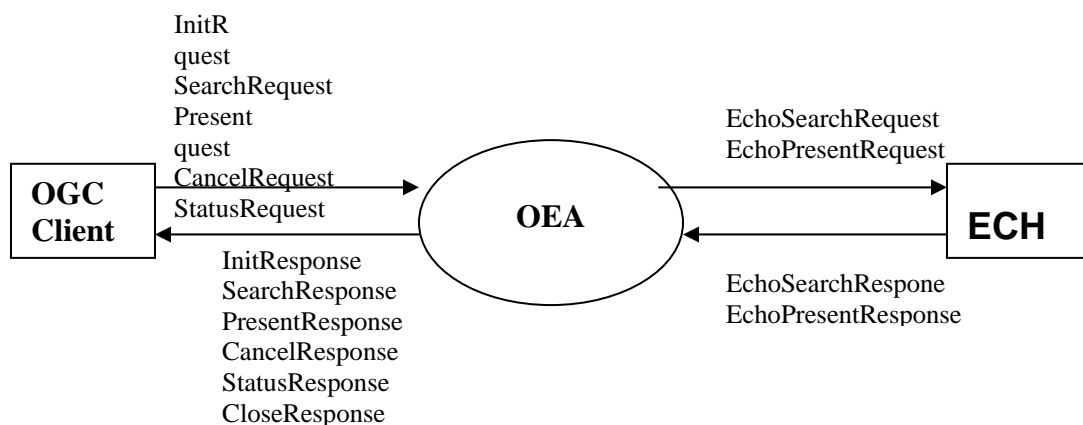 InitR
quest
SearchRequest
Present
quest
CancelRequest
StatusRequest
OGC
Client
InitResponse
SearchResponse
PresentResponse
CancelResponse
StatusResponse
CloseResponse
OEA
EchoSearchRequest
EchoPresentRequest
ECH
EchoSearchRespone
EchoPresentResponse